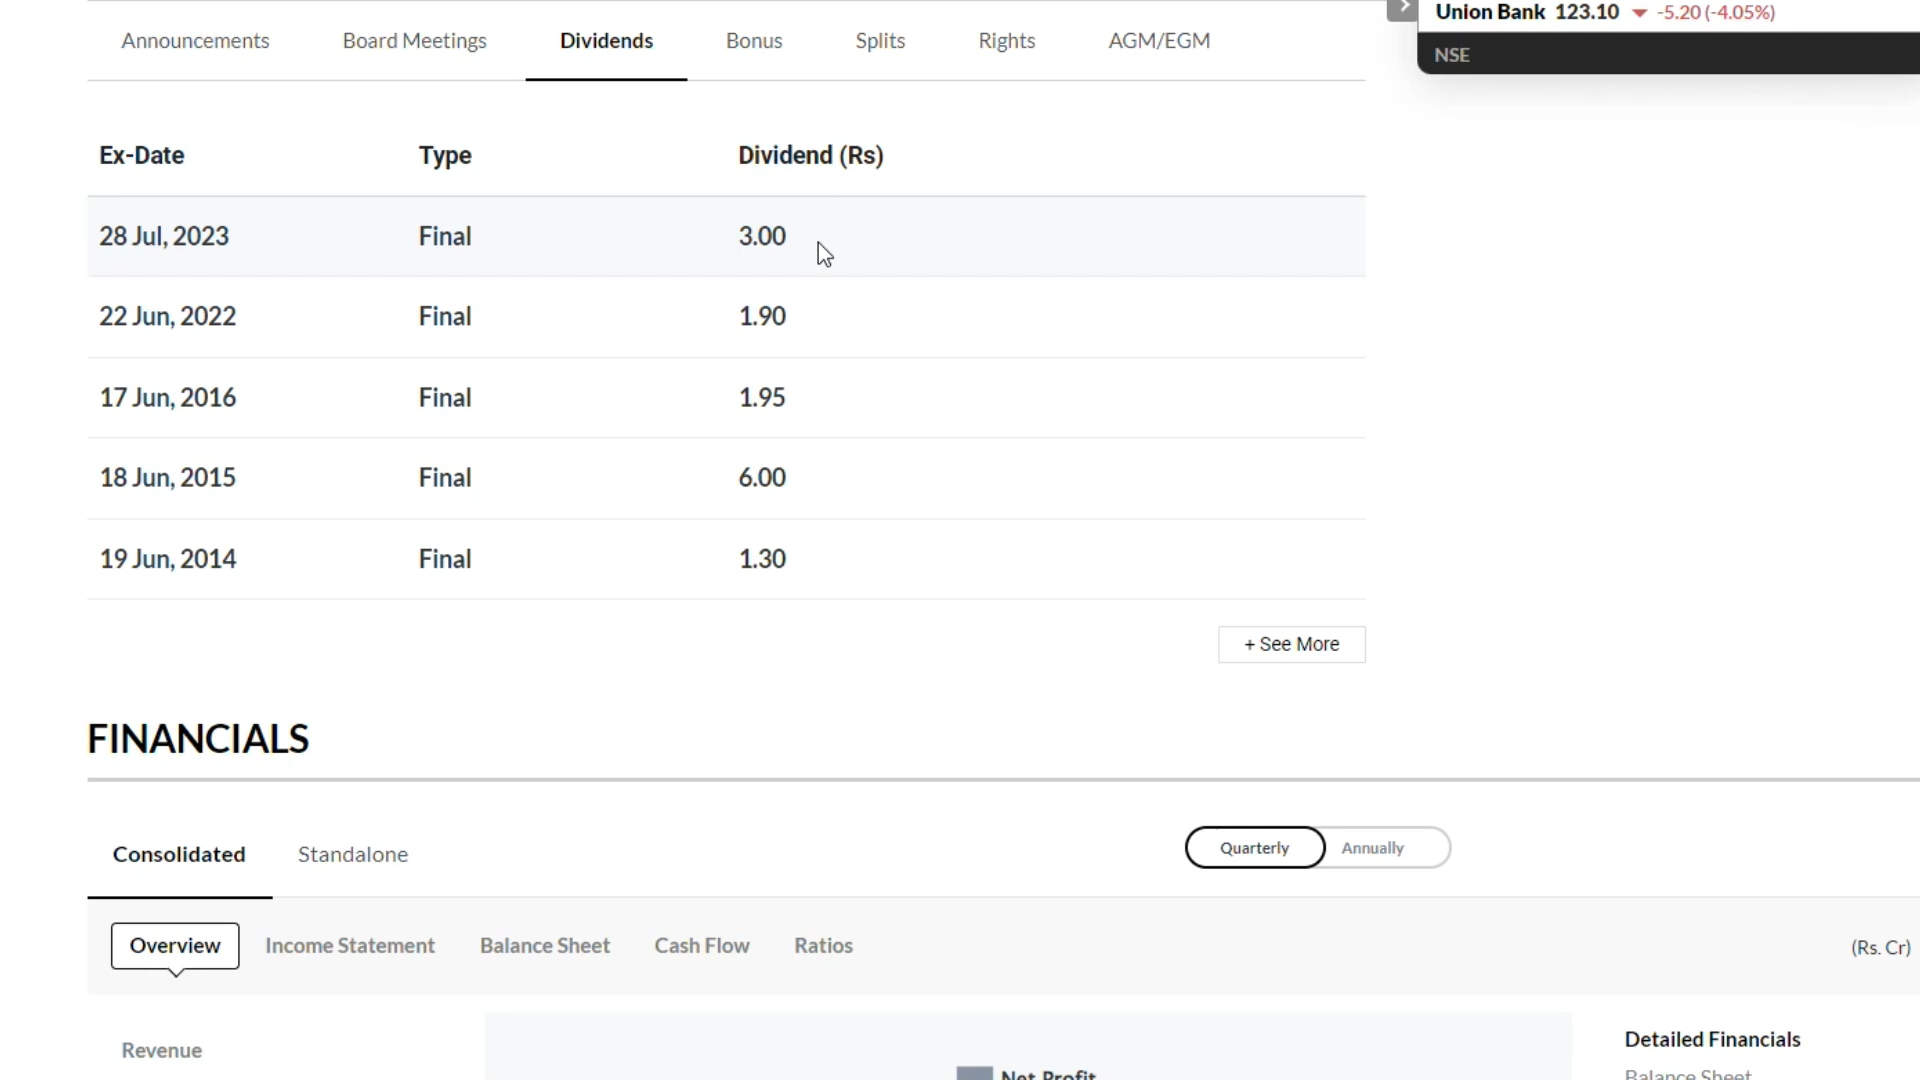 Union Bank 123.10 ▼ -5.20 (-4.05%)
NSE
Announcements Board Meetings Dividends Bonus Splits Rights AGM/EGM
Ex-Date Type Dividend (Rs)
28 Jul, 2023 Final 3.00
22 Jun, 2022 Final 1.90
17 Jun, 2016 Final 1.95
18 Jun, 2015 Final 6.00
19 Jun, 2014 Final 1.30
+ See More
FINANCIALS
Consolidated Standalone Quarterly Annually
Overview Income Statement Balance Sheet Cash Flow Ratios (Rs. Cr)
Revenue
Detailed Financials
Net Profit
Balance Sheet